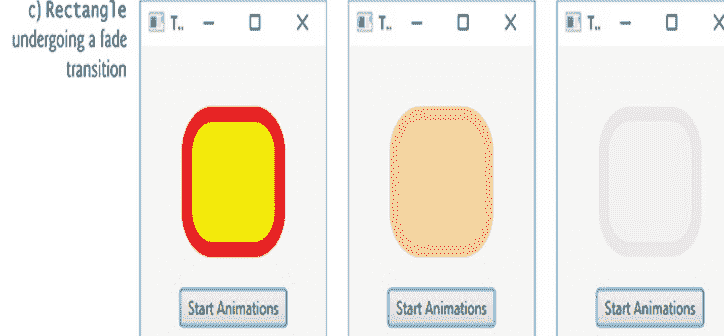 c) Rectangle
undergoing a fade
transition
T..
T..
T..
Start Animations
Start Animations
Start Animations